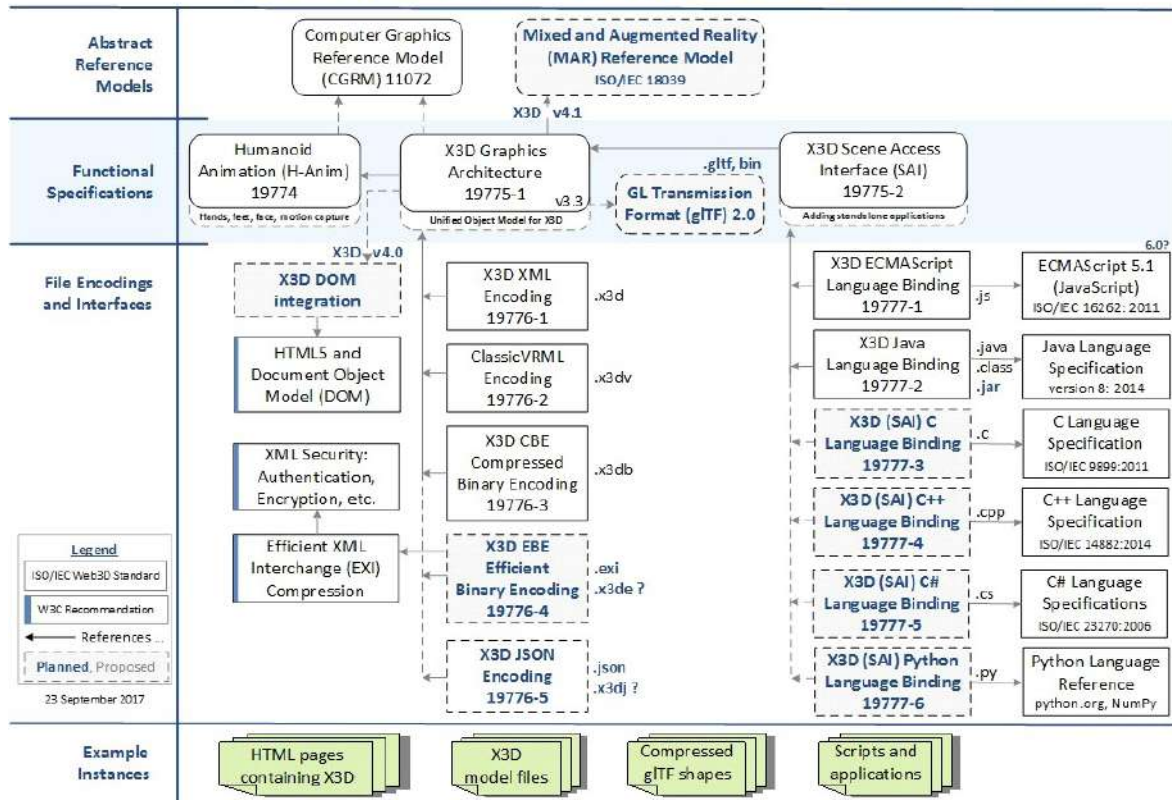 Abstract
Reference
Models
Computer Graphics
Reference Model
(CGRM) 11072
Mixed and Augmented Reality
(MAR) Reference Model
ISO/IEC 18039
X3D v4.1
Functional
Specifications
Humanoid
Animation (H-Anim)
19774
Hands, feet, face, motion capture
X3D Graphics
Architecture
19775-1
v3.3
Unified Object Model for X3D
.gltf, bin
GL Transmission
Format (glTF) 2.0
X3D Scene Access
Interface (SAI)
19775-2
Adding standalone applications
File Encodings
and Interfaces
X3D v4.0
X3D DOM
integration
HTML5 and
Document Object
Model (DOM)
XML Security:
Authentication,
Encryption, etc.
Efficient XML
Interchange (EXI)
Compression
X3D XML
Encoding
19776-1
.x3d
ClassicVRML
Encoding
19776-2
.x3dv
X3D CBE
Compressed
Binary Encoding
19776-3
.x3db
X3D EBE
Efficient
Binary Encoding
19776-4
.exi
.x3de ?
X3D JSON
Encoding
19776-5
.json
.x3dj ?
X3D ECMAScript
Language Binding
19777-1
.js
6.0?
ECMAScript 5.1
(JavaScript)
ISO/IEC 16262: 2011
X3D Java
Language Binding
19777-2
.java
.class
.jar
Java Language
Specification
version 8: 2014
X3D (SAI) C
Language Binding
19777-3
.c
C Language
Specification
ISO/IEC 9899:2011
X3D (SAI) C++
Language Binding
19777-4
.cpp
C++ Language
Specification
ISO/IEC 14882:2014
X3D (SAI) C#
Language Binding
19777-5
.cs
C# Language
Specifications
ISO/IEC 23270:2006
X3D (SAI) Python
Language Binding
19777-6
.py
Python Language
Reference
python.org, NumPy
Legend
ISO/IEC Web3D Standard
W3C Recommendation
References ...
Planned, Proposed
23 September 2017
Example
Instances
HTML pages
containing X3D
X3D
model files
Compressed
glTF shapes
Scripts and
applications